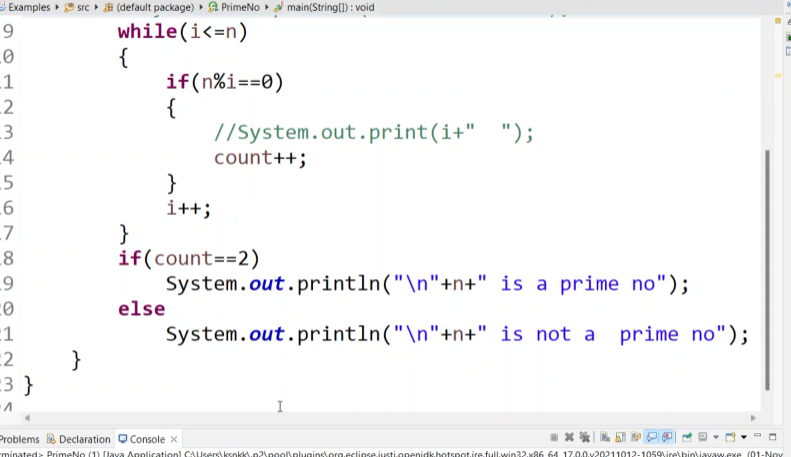 Examples src (default package) PrimeNo main(String[]) : void
9 while(i<=n)
0 {
1 if(n%i==0)
2 {
3 //System.out.print(i+"  ");
4 count++;
5 }
6 i++;
7 }
8 if(count==2)
9 System.out.println("\n"+n+" is a prime no");
0 else
1 System.out.println("\n"+n+" is not a  prime no");
2 }
3 }
Problems Declaration Console
minated> PrimeNo (1) [Java Application] C:\Users\ksnkk\.p2\pool\plugins\org.eclipse.justj.openjdk.hotspot.jre.full.win32.x86_64_17.0.0.v20211012-1059\jre\bin\javaw.exe (01-Nov